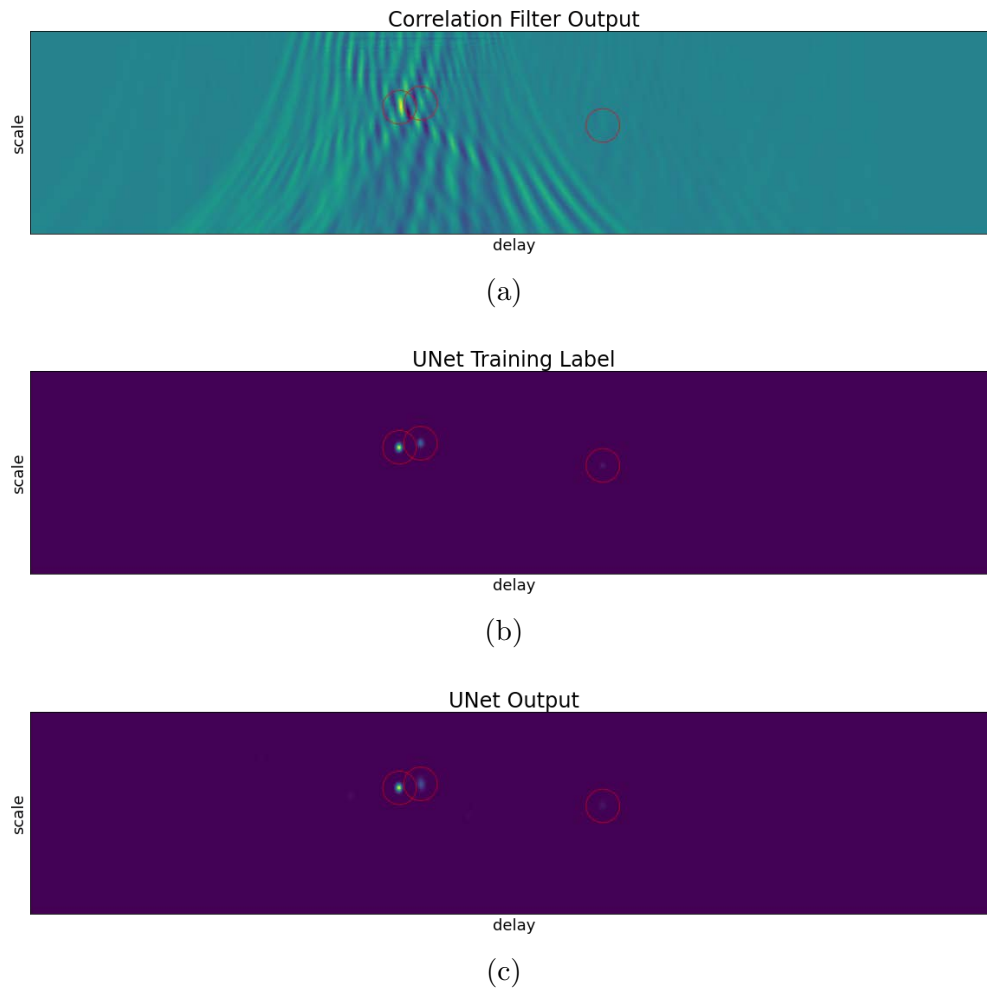 Correlation Filter Output
scale
delay
(a)
UNet Training Label
scale
delay
(b)
UNet Output
scale
delay
(c)